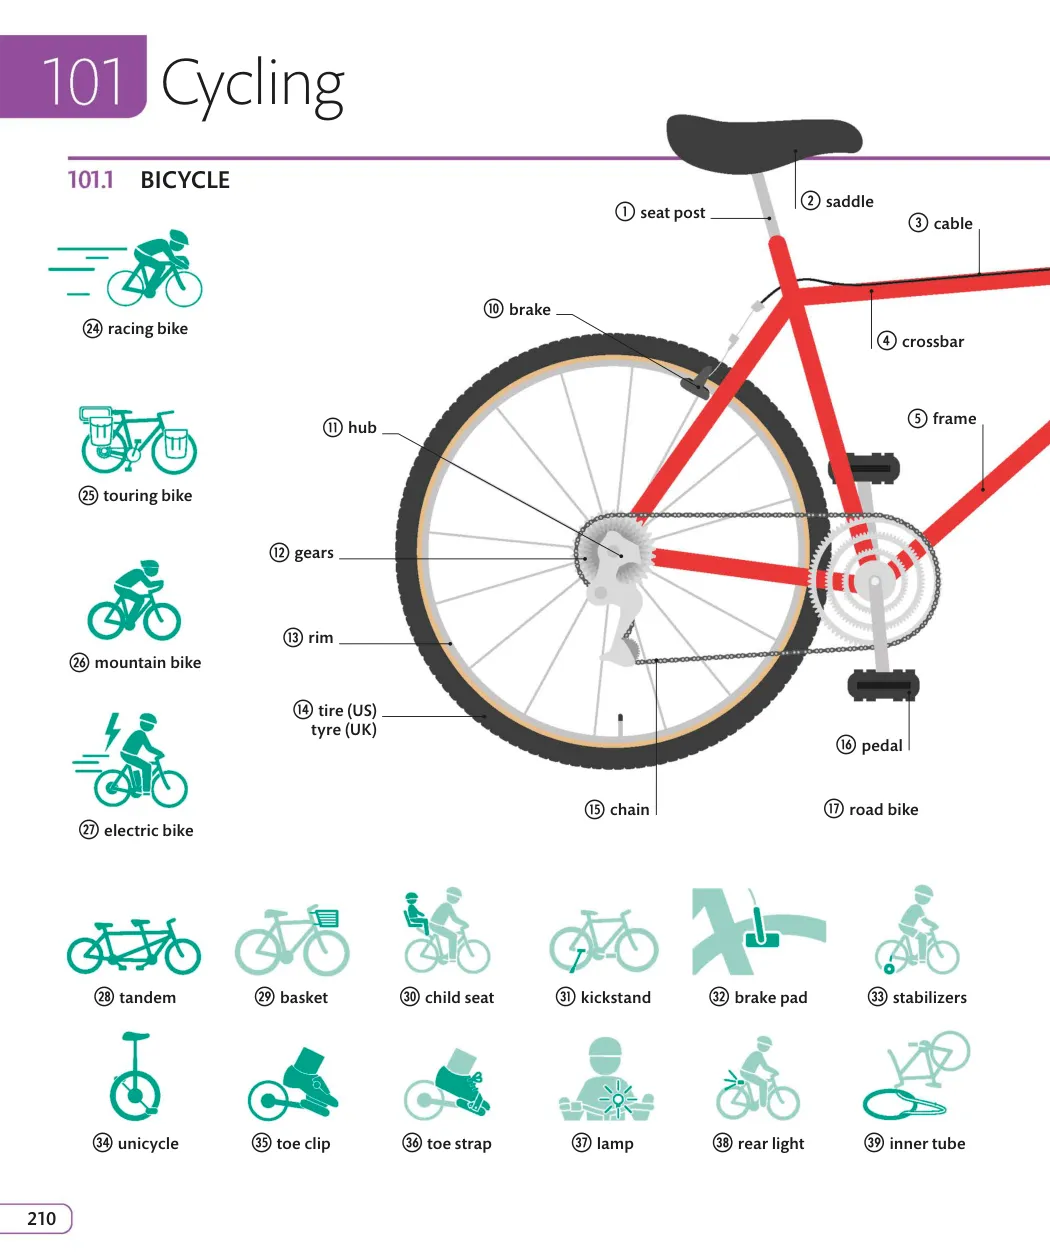 101 Cycling
101.1 BICYCLE
① seat post
② saddle
③ cable
④ crossbar
⑤ frame
⑩ brake
⑪ hub
⑫ gears
⑬ rim
⑭ tire (US)
tyre (UK)
⑮ chain
⑯ pedal
⑰ road bike
㉔ racing bike
㉕ touring bike
㉖ mountain bike
㉗ electric bike
㉘ tandem
㉙ basket
㉚ child seat
㉛ kickstand
㉜ brake pad
㉝ stabilizers
㉞ unicycle
㉟ toe clip
㊱ toe strap
㊲ lamp
㊳ rear light
㊴ inner tube
210